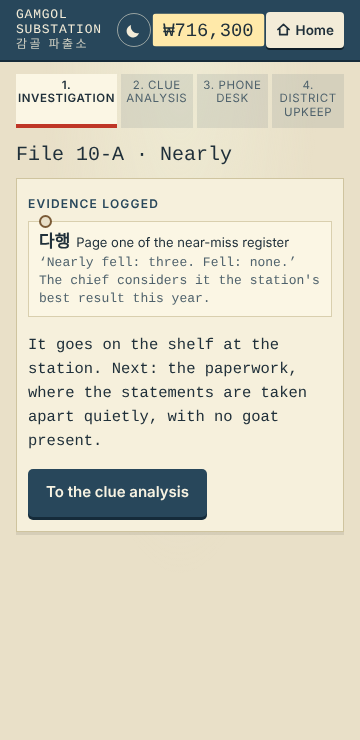 GAMGOL
SUBSTATION
감골 파출소
₩716,300
Home
1.
INVESTIGATION
2. CLUE
ANALYSIS
3. PHONE
DESK
4.
DISTRICT
UPKEEP
File 10-A · Nearly
EVIDENCE LOGGED
다행 Page one of the near-miss register
‘Nearly fell: three. Fell: none.’
The chief considers it the station's
best result this year.
It goes on the shelf at the
station. Next: the paperwork,
where the statements are taken
apart quietly, with no goat
present.
To the clue analysis